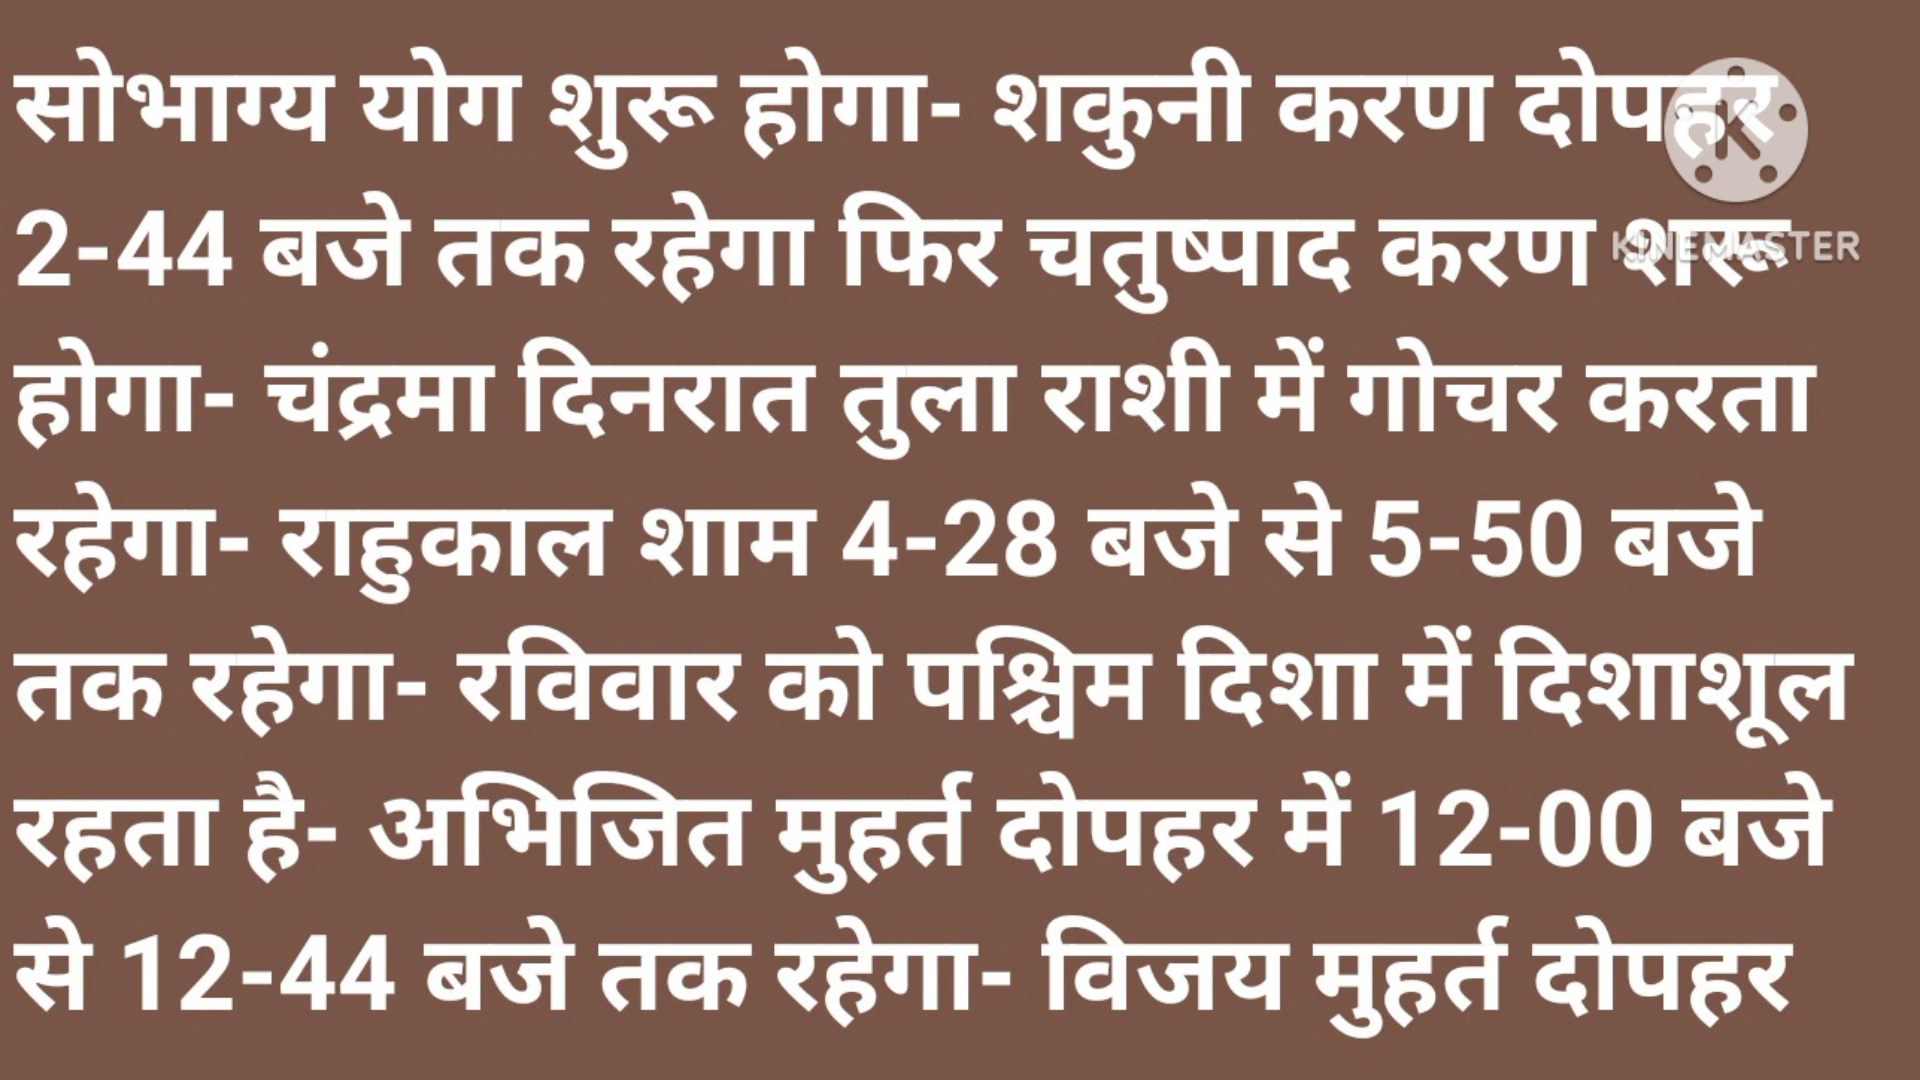 सोभाग्य योग शुरू होगा- शकुनी करण दोपहर
2-44 बजे तक रहेगा फिर चतुष्पाद करण शुरू
होगा- चंद्रमा दिनरात तुला राशी में गोचर करता
रहेगा- राहुकाल शाम 4-28 बजे से 5-50 बजे
तक रहेगा- रविवार को पश्चिम दिशा में दिशाशूल
रहता है- अभिजित मुहर्त दोपहर में 12-00 बजे
से 12-44 बजे तक रहेगा- विजय मुहर्त दोपहर
K
KINEMASTER